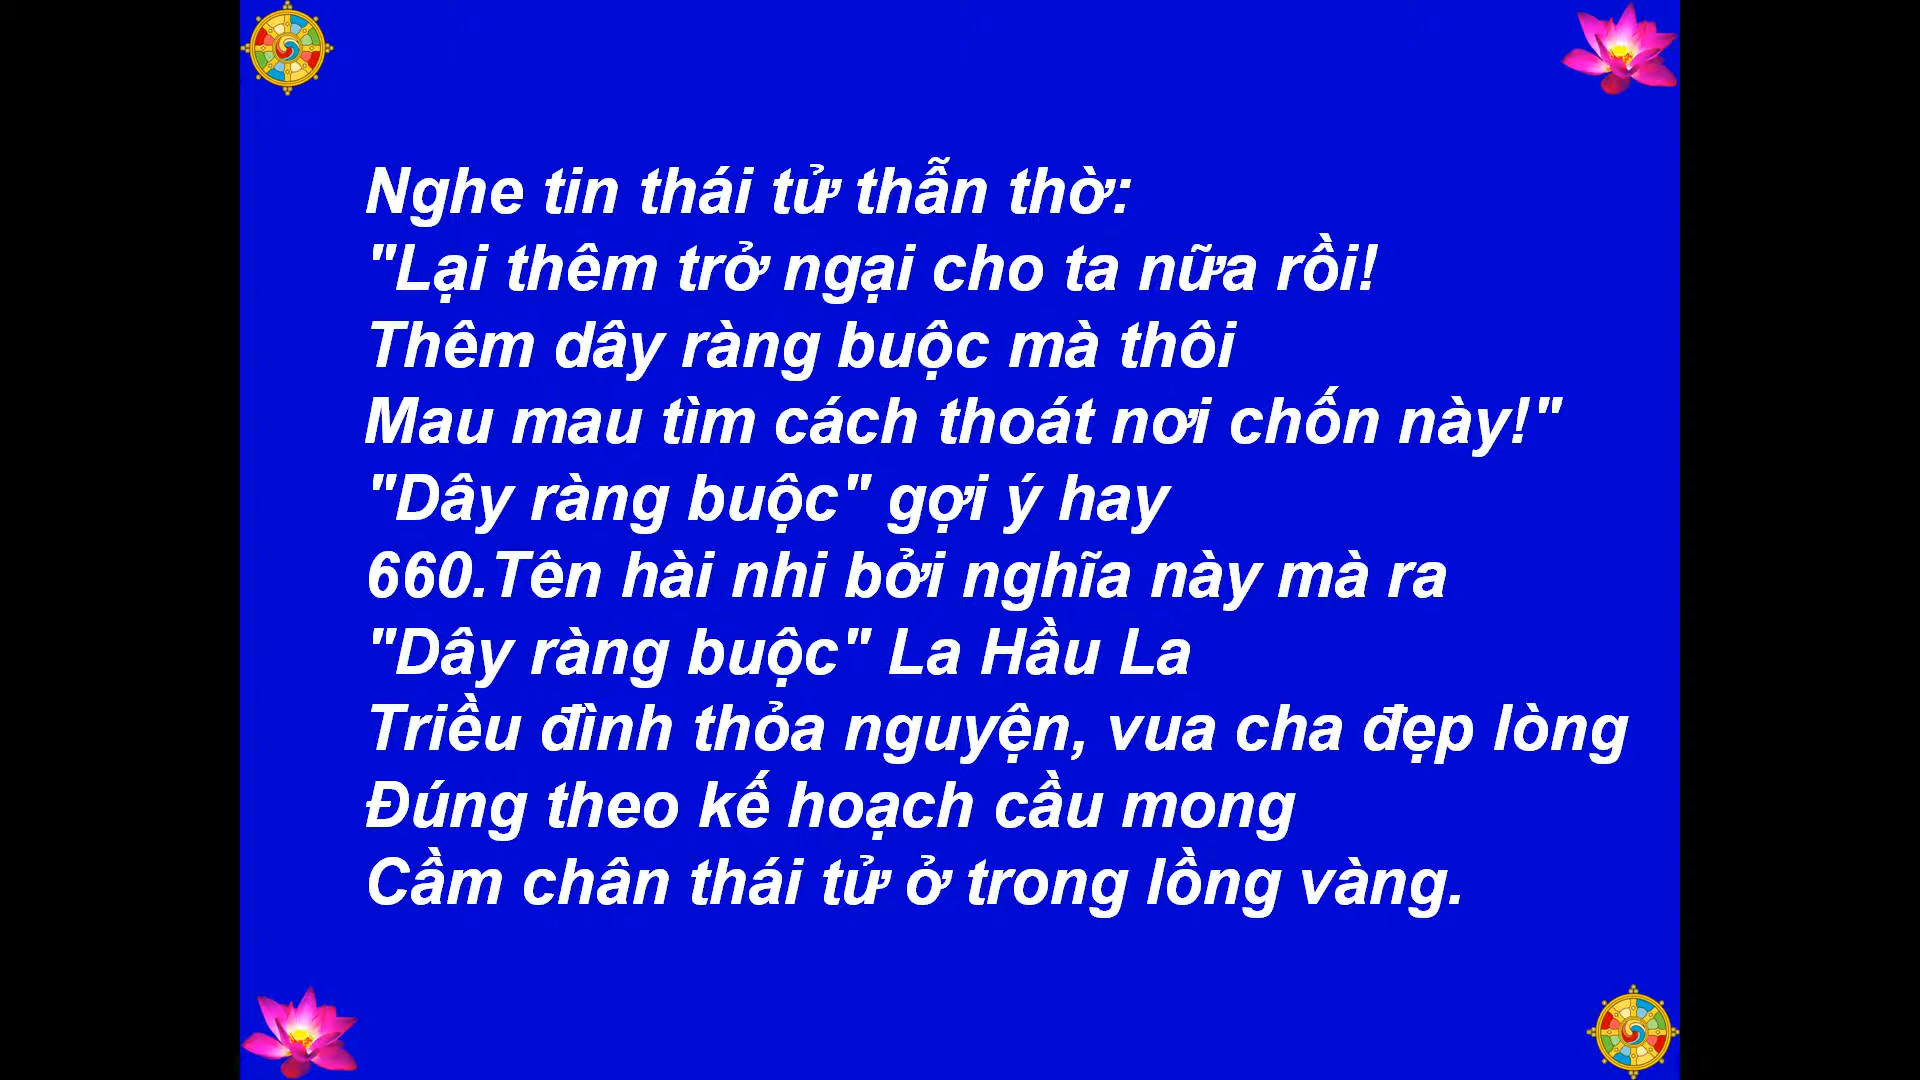 Nghe tin thái tử thẫn thờ:
"Lại thêm trở ngại cho ta nữa rồi!
Thêm dây ràng buộc mà thôi
Mau mau tìm cách thoát nơi chốn này!"
"Dây ràng buộc" gợi ý hay
660.Tên hài nhi bởi nghĩa này mà ra
"Dây ràng buộc" La Hầu La
Triều đình thỏa nguyện, vua cha đẹp lòng
Đúng theo kế hoạch cầu mong
Cầm chân thái tử ở trong lồng vàng.